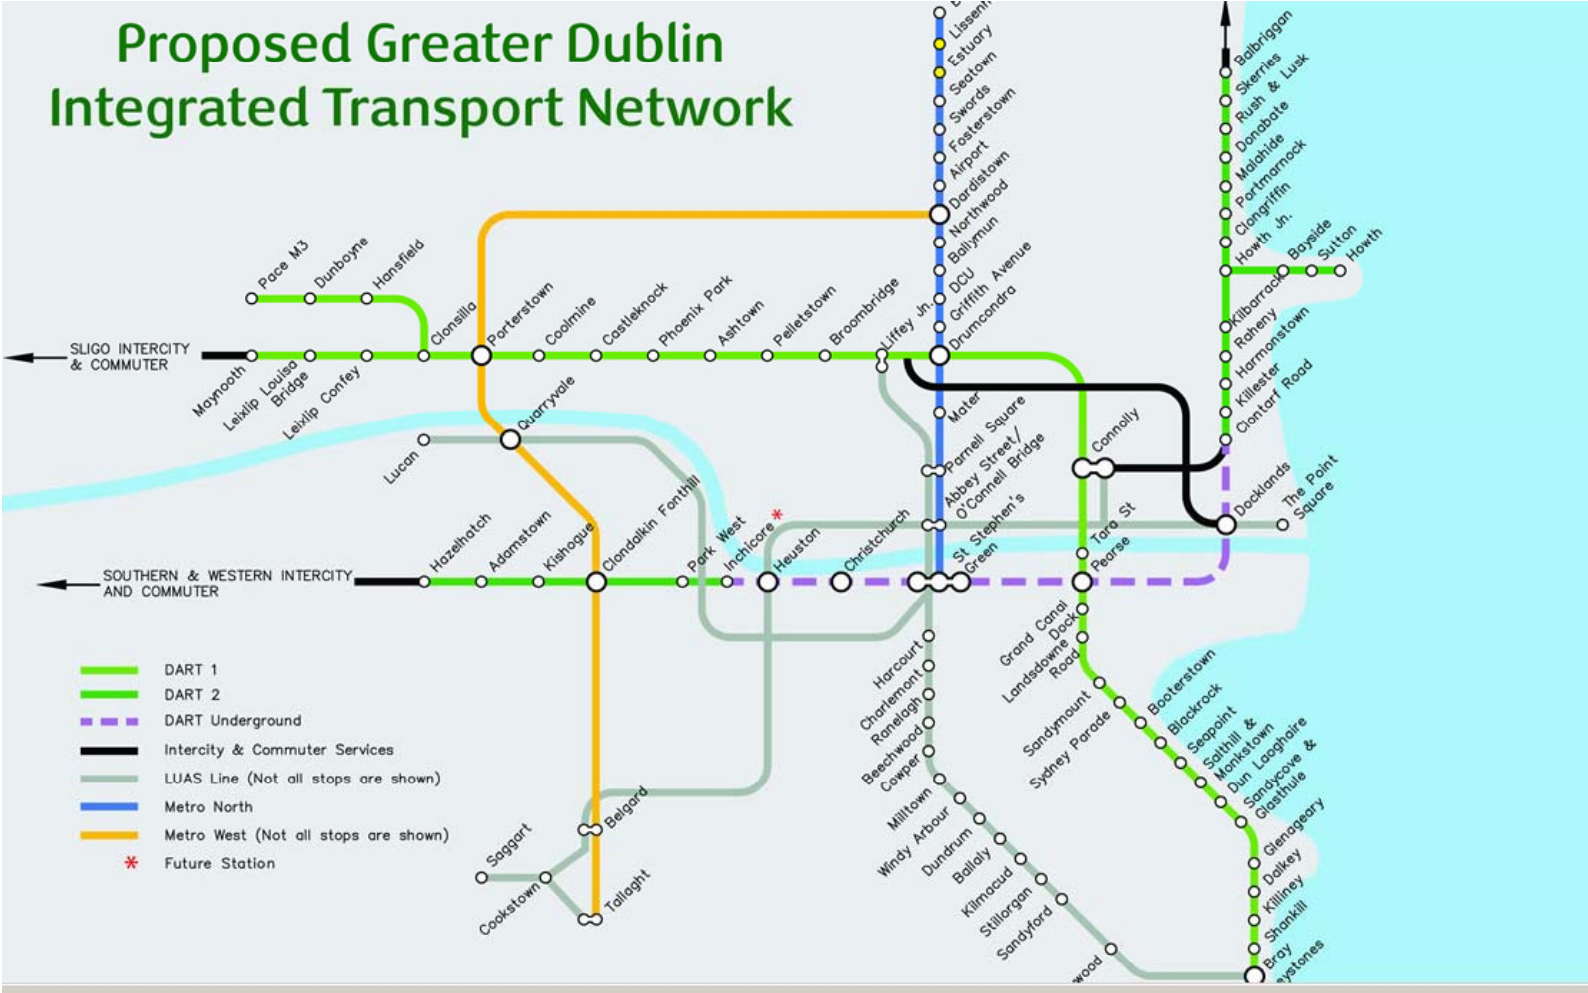 Proposed Greater Dublin
Integrated Transport Network
Estuary
Seatown
Swords
Fosterstown
Airport
Dardistown
Northwood
Ballymun
DCU
Griffith Avenue
Drumcondra
Mater
Parnell Square
Abbey Street/
O'Connell Bridge
St Stephen's
Green
Balbriggan
Skerries
Rush & Lusk
Donabate
Malahide
Portmarnock
Clongriffin
Howth Jn.
Bayside
Sutton
Howth
Kilbarrack
Raheny
Harmonstown
Killester
Clontarf Road
Docklands
The Point
Square
Connolly
Tara St
Pearse
Pace M3
Dunboyne
Hansfield
Clonsilla
Porterstown
Coolmine
Castleknock
Phoenix Park
Ashtown
Pelletstown
Broombridge
Liffey Jn.
SLIGO INTERCITY
& COMMUTER
Maynooth
Leixlip Louisa
Bridge
Leixlip Confey
Quarryvale
Lucan
Hazelhatch
Adamstown
Kishogue
Clondalkin Fonthill
Park West
Inchicore *
Heuston
Christchurch
SOUTHERN & WESTERN INTERCITY
AND COMMUTER
Grand Canal
Dock
Landsdowne
Road
Sandymount
Sydney Parade
Booterstown
Blackrock
Seapoint
Salthill &
Monkstown
Dun Laoghaire
Sandycove &
Glasthule
Glenageary
Dalkey
Killiney
Shankill
Bray
Harcourt
Charlemont
Ranelagh
Beechwood
Cowper
Milltown
Windy Arbour
Dundrum
Ballaly
Kilmacud
Stillorgan
Sandyford
Belgard
Saggart
Cookstown
Tallaght
DART 1
DART 2
DART Underground
Intercity & Commuter Services
LUAS Line (Not all stops are shown)
Metro North
Metro West (Not all stops are shown)
* Future Station